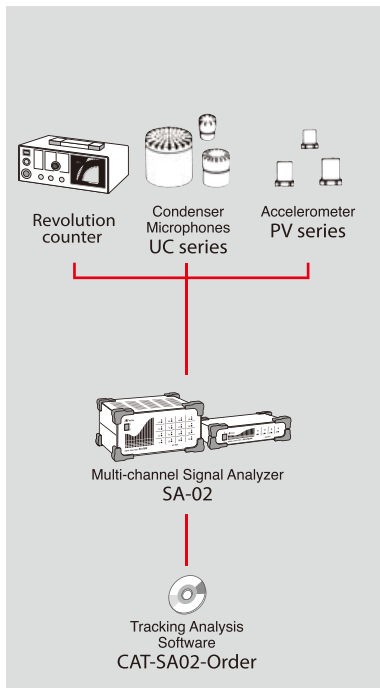 Revolution
counter
Condenser
Microphones
UC series
Accelerometer
PV series
Multi-channel Signal Analyzer
SA-02
Tracking Analysis
Software
CAT-SA02-Order